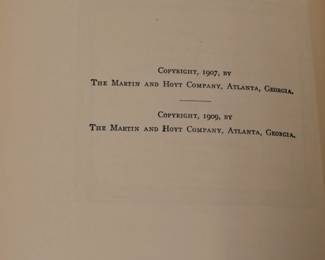 Copyright, 1907, by
The Martin and Hoyt Company, Atlanta, Georgia.
Copyright, 1909, by
The Martin and Hoyt Company, Atlanta, Georgia.